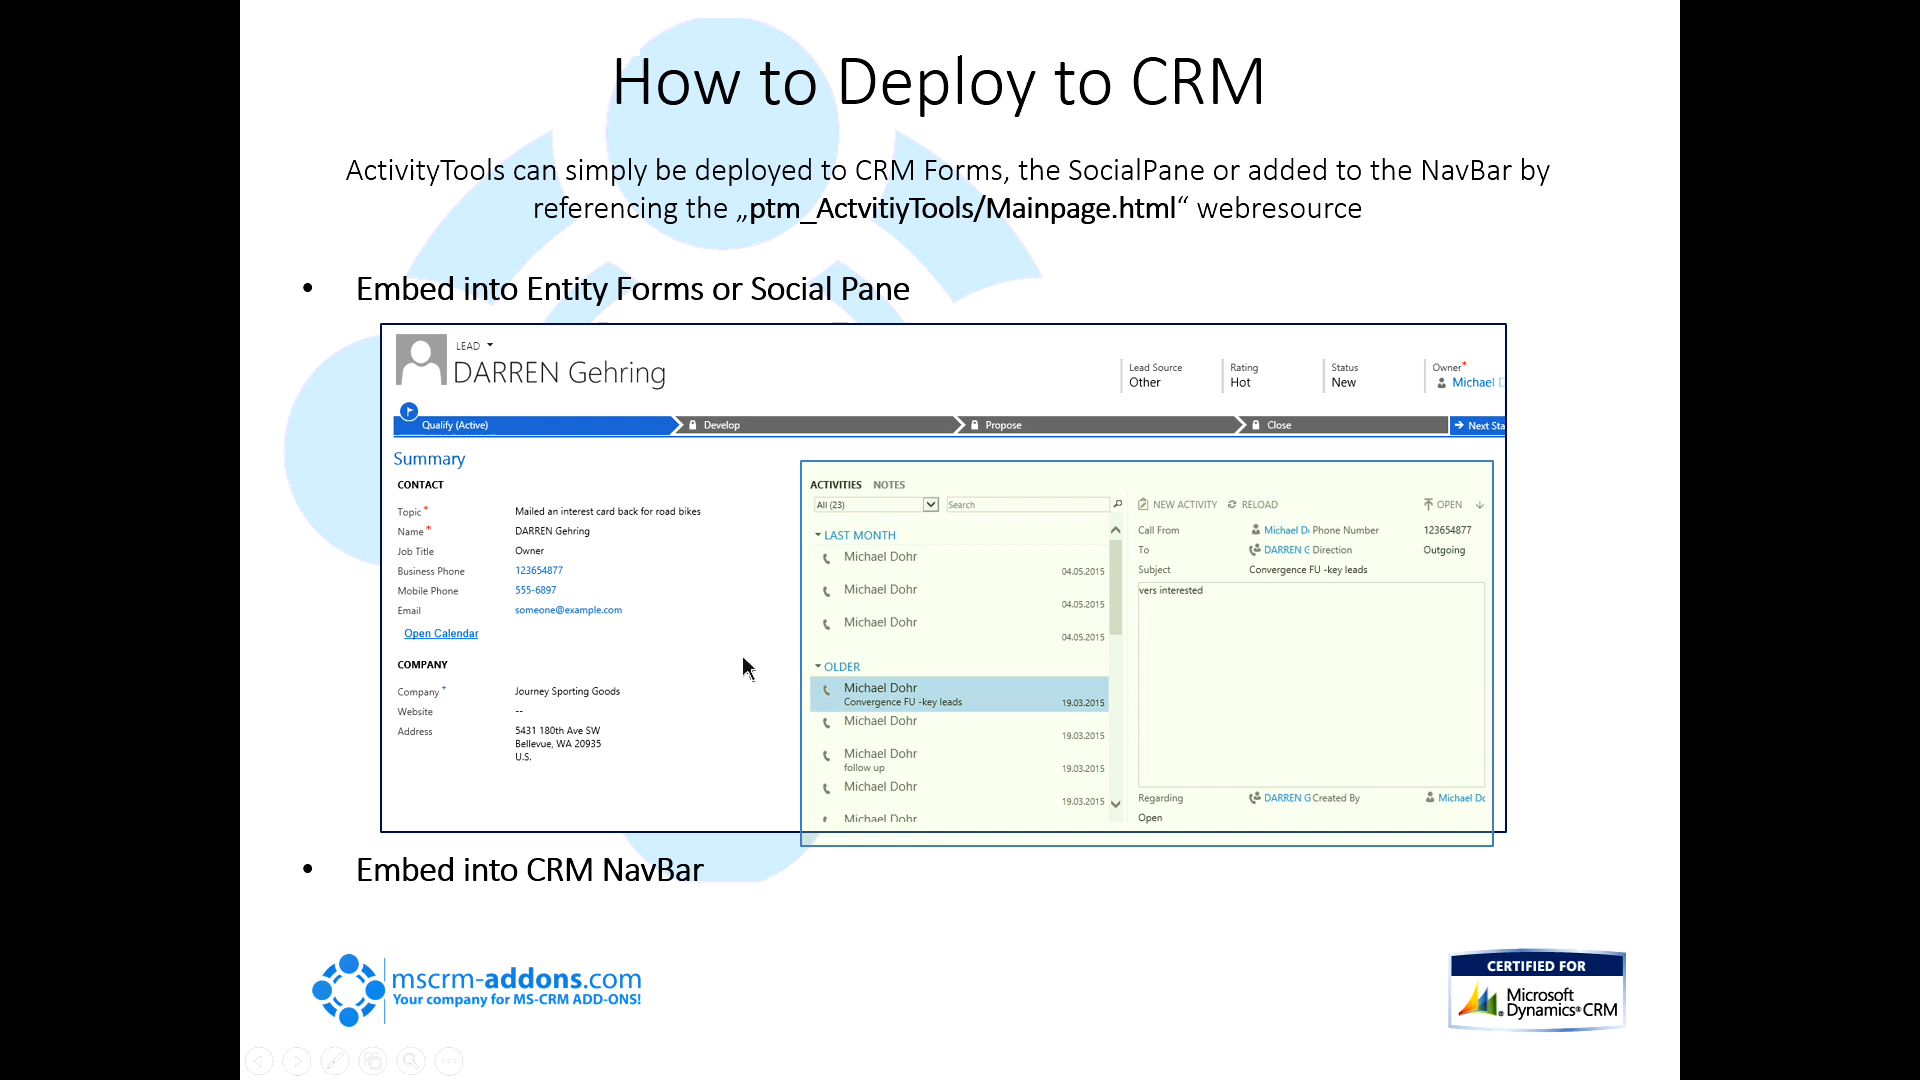 How to Deploy to CRM
ActivityTools can simply be deployed to CRM Forms, the SocialPane or added to the NavBar by
referencing the „ptm_ActvitiyTools/Mainpage.html“ webresource
• Embed into Entity Forms or Social Pane
LEAD
DARREN Gehring
Lead Source
Other
Rating
Hot
Status
New
Owner*
Michael D
Qualify (Active)
Develop
Propose
Close
Next Sta
Summary
CONTACT
Topic* Mailed an interest card back for road bikes
Name* DARREN Gehring
Job Title Owner
Business Phone 123654877
Mobile Phone 555-6897
Email someone@example.com
Open Calendar
COMPANY
Company+ Journey Sporting Goods
Website --
Address 5431 180th Ave SW
Bellevue, WA 20935
U.S.
ACTIVITIES NOTES
All (23) Search
LAST MONTH
Michael Dohr
04.05.2015
Michael Dohr
04.05.2015
Michael Dohr
04.05.2015
OLDER
Michael Dohr
Convergence FU -key leads 19.03.2015
Michael Dohr
19.03.2015
Michael Dohr
follow up 19.03.2015
Michael Dohr
19.03.2015
Michael Dohr
NEW ACTIVITY RELOAD OPEN
Call From Michael D Phone Number 123654877
To DARREN G Direction Outgoing
Subject Convergence FU -key leads
vers interested
Regarding DARREN G Created By Michael Do
Open
• Embed into CRM NavBar
mscrm-addons.com
Your company for MS-CRM ADD-ONS!
CERTIFIED FOR
Microsoft
Dynamics® CRM